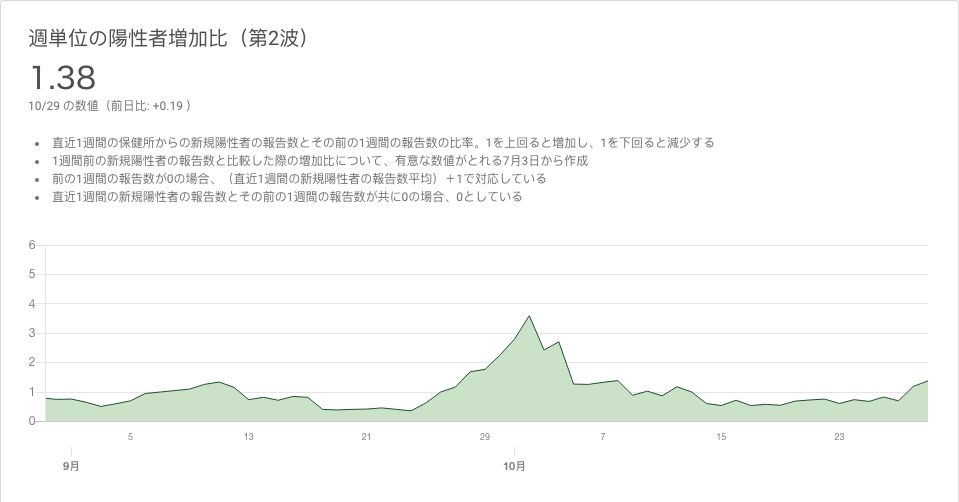 週単位の陽性者増加比（第2波）
1.38
10/29 の数値（前日比: +0.19 ）
• 直近1週間の保健所からの新規陽性者の報告数とその前の1週間の報告数の比率。1を上回ると増加し、1を下回ると減少する
• 1週間前の新規陽性者の報告数と比較した際の増加比について、有意な数値がとれる7月3日から作成
• 前の1週間の報告数が0の場合、（直近1週間の新規陽性者の報告数平均）＋1で対応している
• 直近1週間の新規陽性者の報告数とその前の1週間の報告数が共に0の場合、0としている
6
5
4
3
2
1
0
5 13 21 29 7 15 23
9月 10月